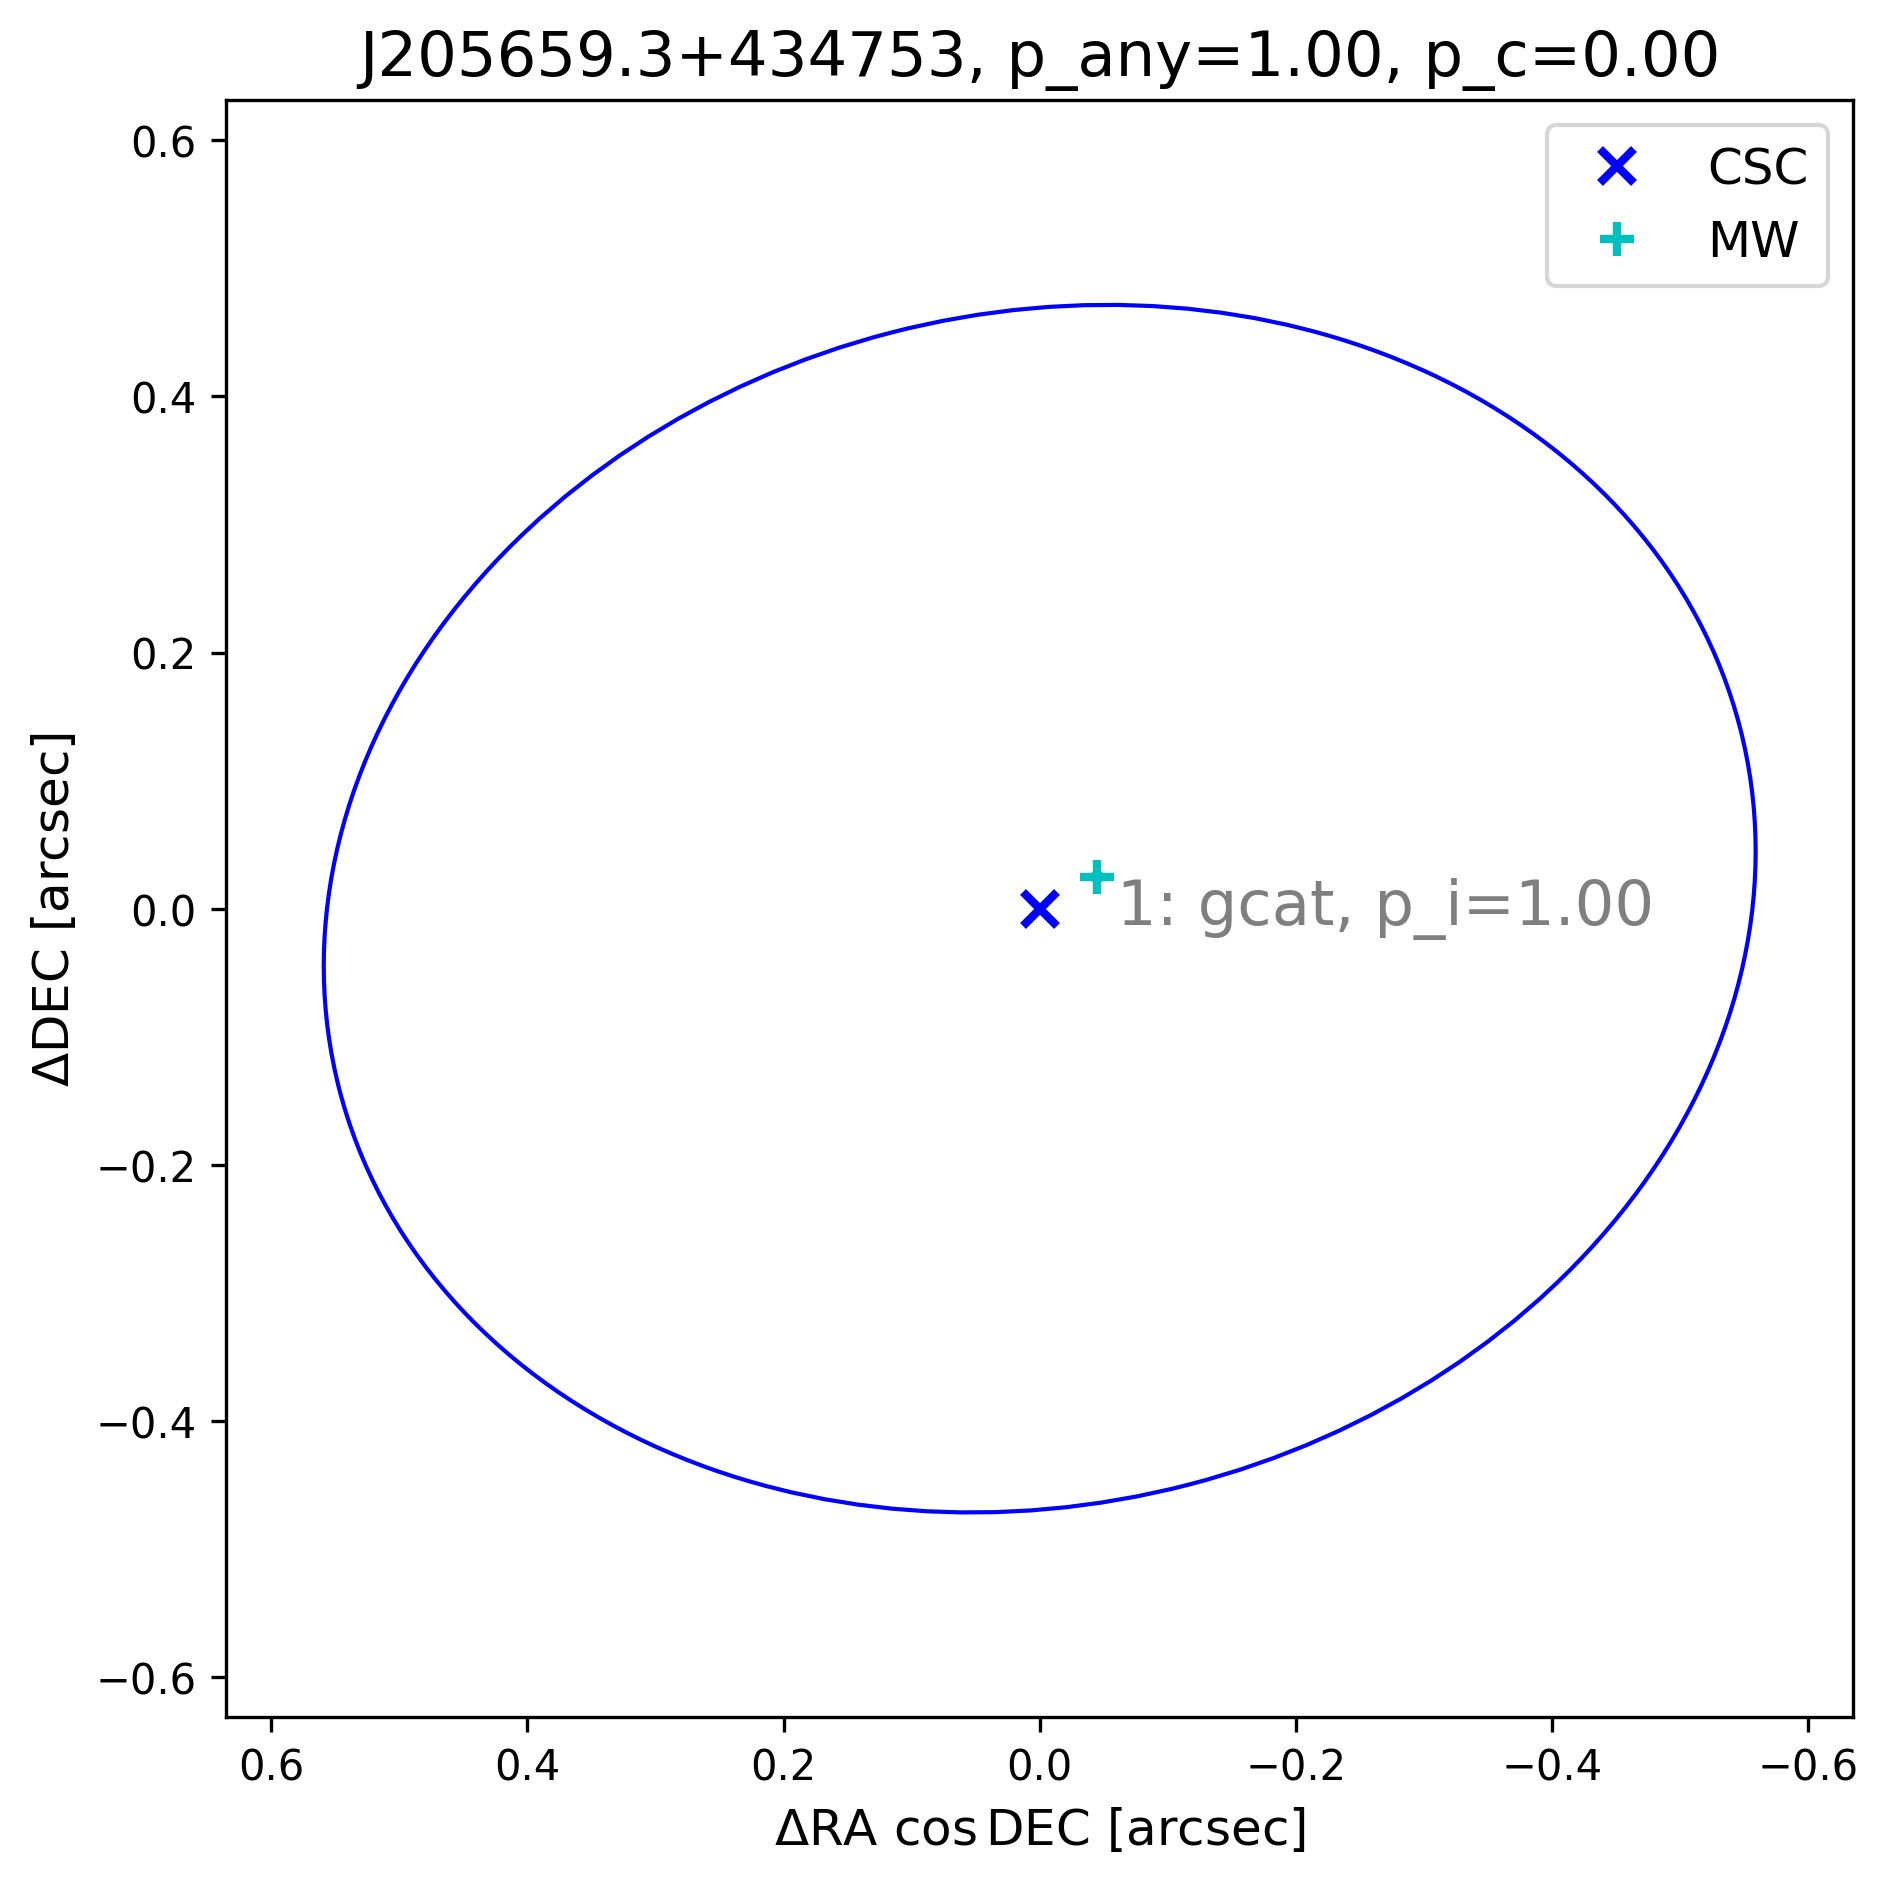 J205659.3+434753, p_any=1.00, p_c=0.00
CSC
MW
0.6
0.4
0.2
0.0
−0.2
−0.4
−0.6
ΔDEC [arcsec]
1: gcat, p_i=1.00
0.6 0.4 0.2 0.0 −0.2 −0.4 −0.6
ΔRA cos DEC [arcsec]